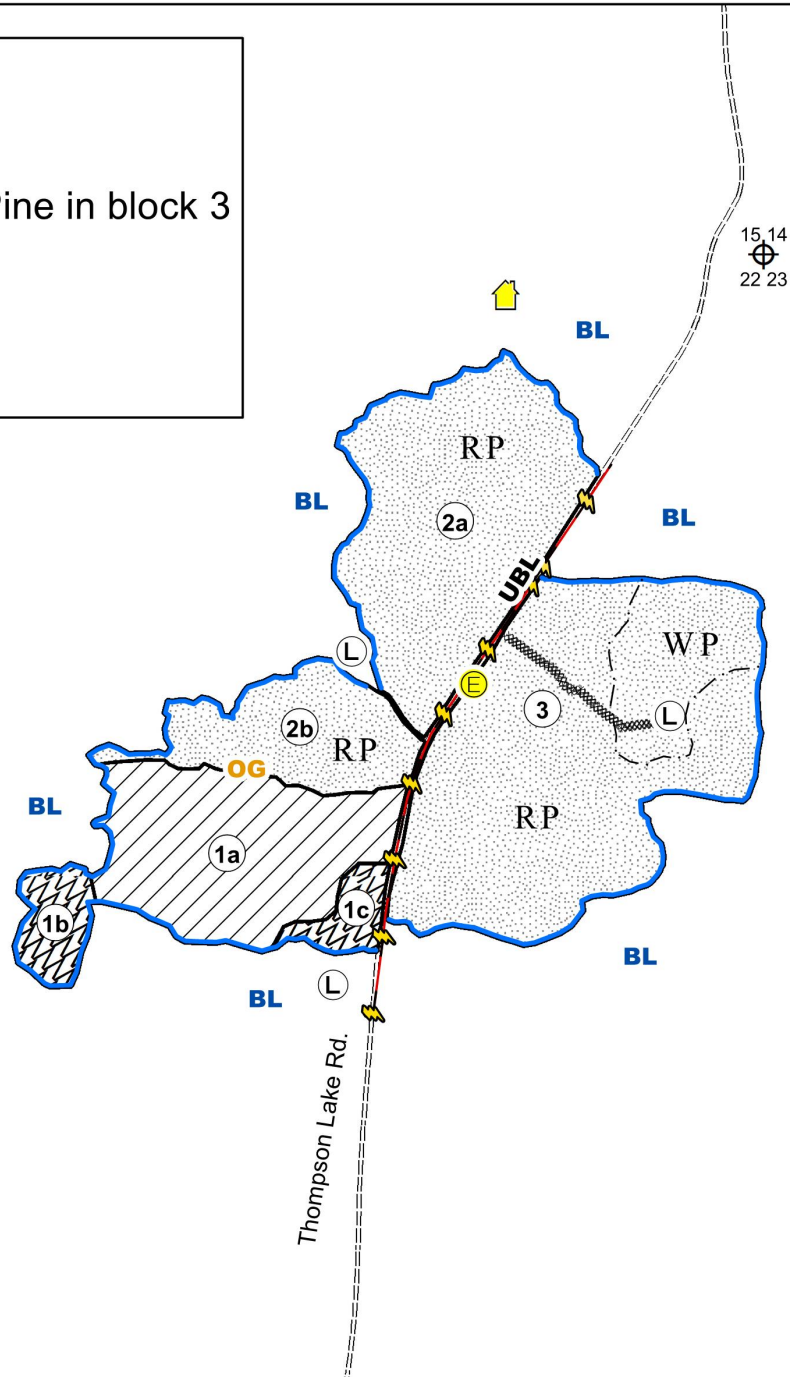 ine in block 3
15 14
22 23
BL
RP
BL
2a
BL
UBL
WP
L
E
3
L
2b
RP
OG
BL
RP
1a
1c
1b
BL
L
BL
Thompson Lake Rd.